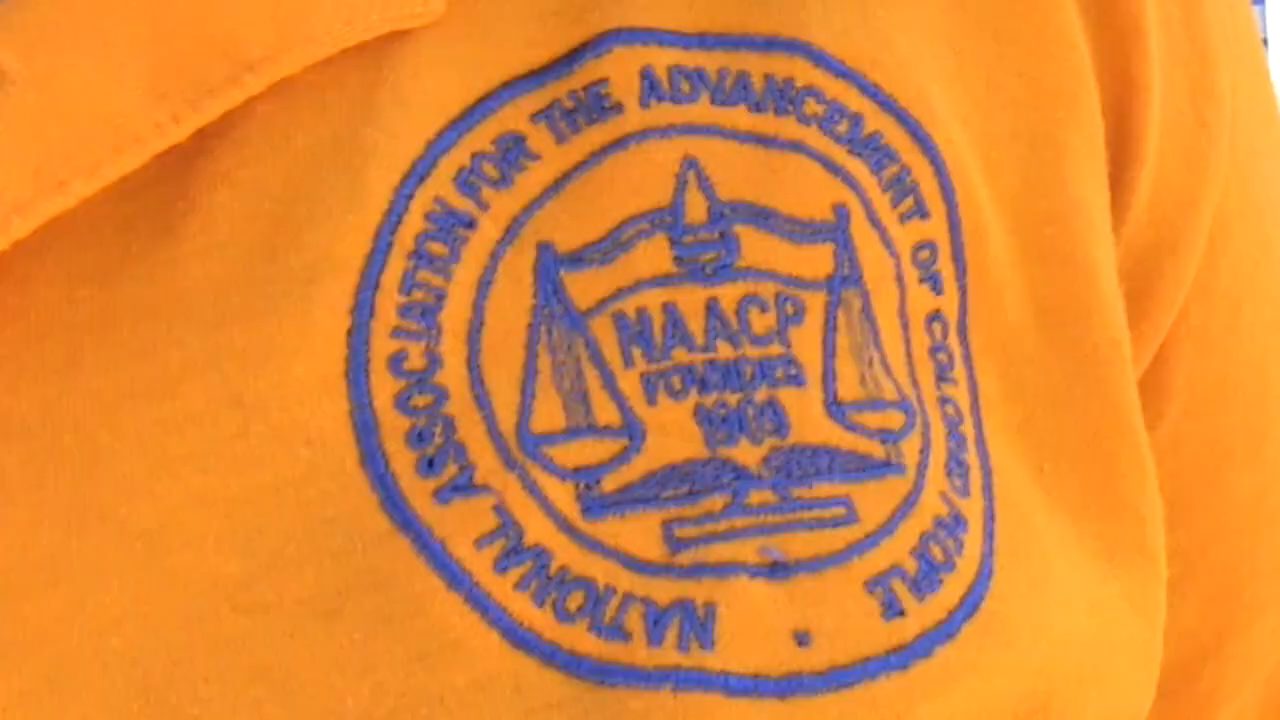 NATIONAL ASSOCIATION FOR THE ADVANCEMENT OF COLORED PEOPLE
NAACP
FOUNDED
1909